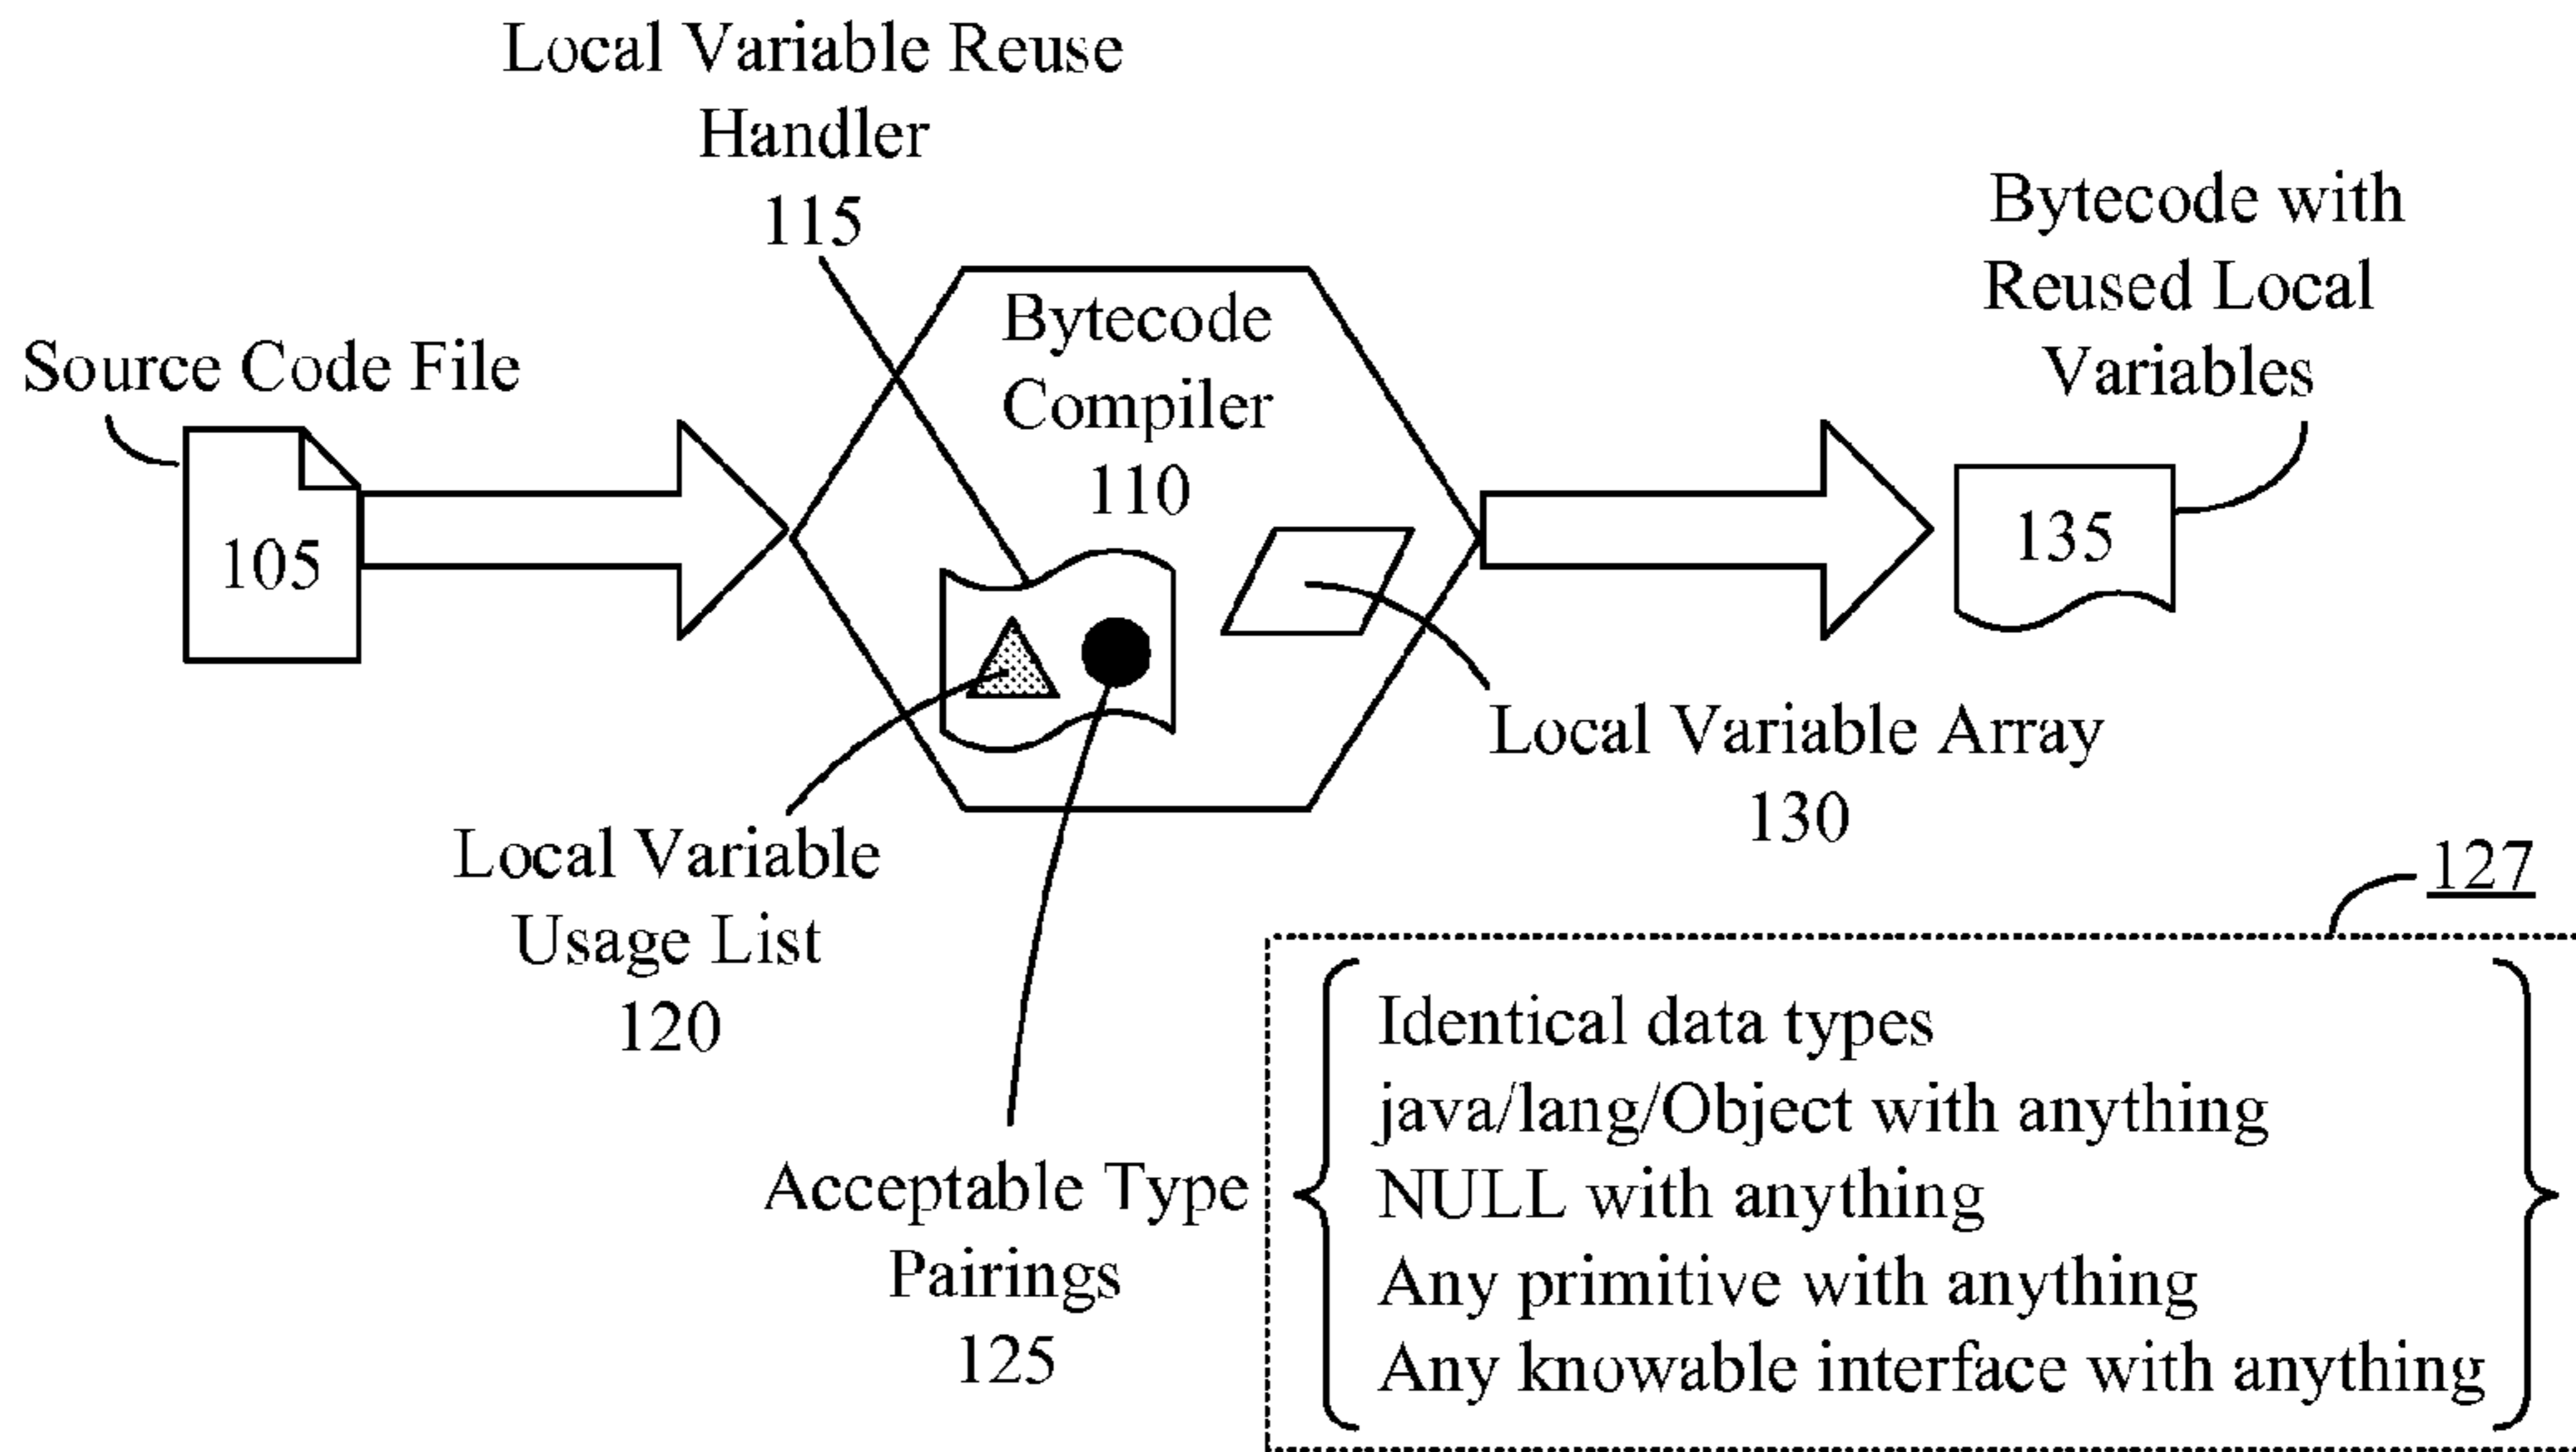 Local Variable Reuse
Handler
115
Bytecode with
Reused Local
Variables
Source Code File
Bytecode
Compiler
110
105
135
Local Variable Array
130
Local Variable
Usage List
120
127
Acceptable Type
Pairings
125
Identical data types
java/lang/Object with anything
NULL with anything
Any primitive with anything
Any knowable interface with anything